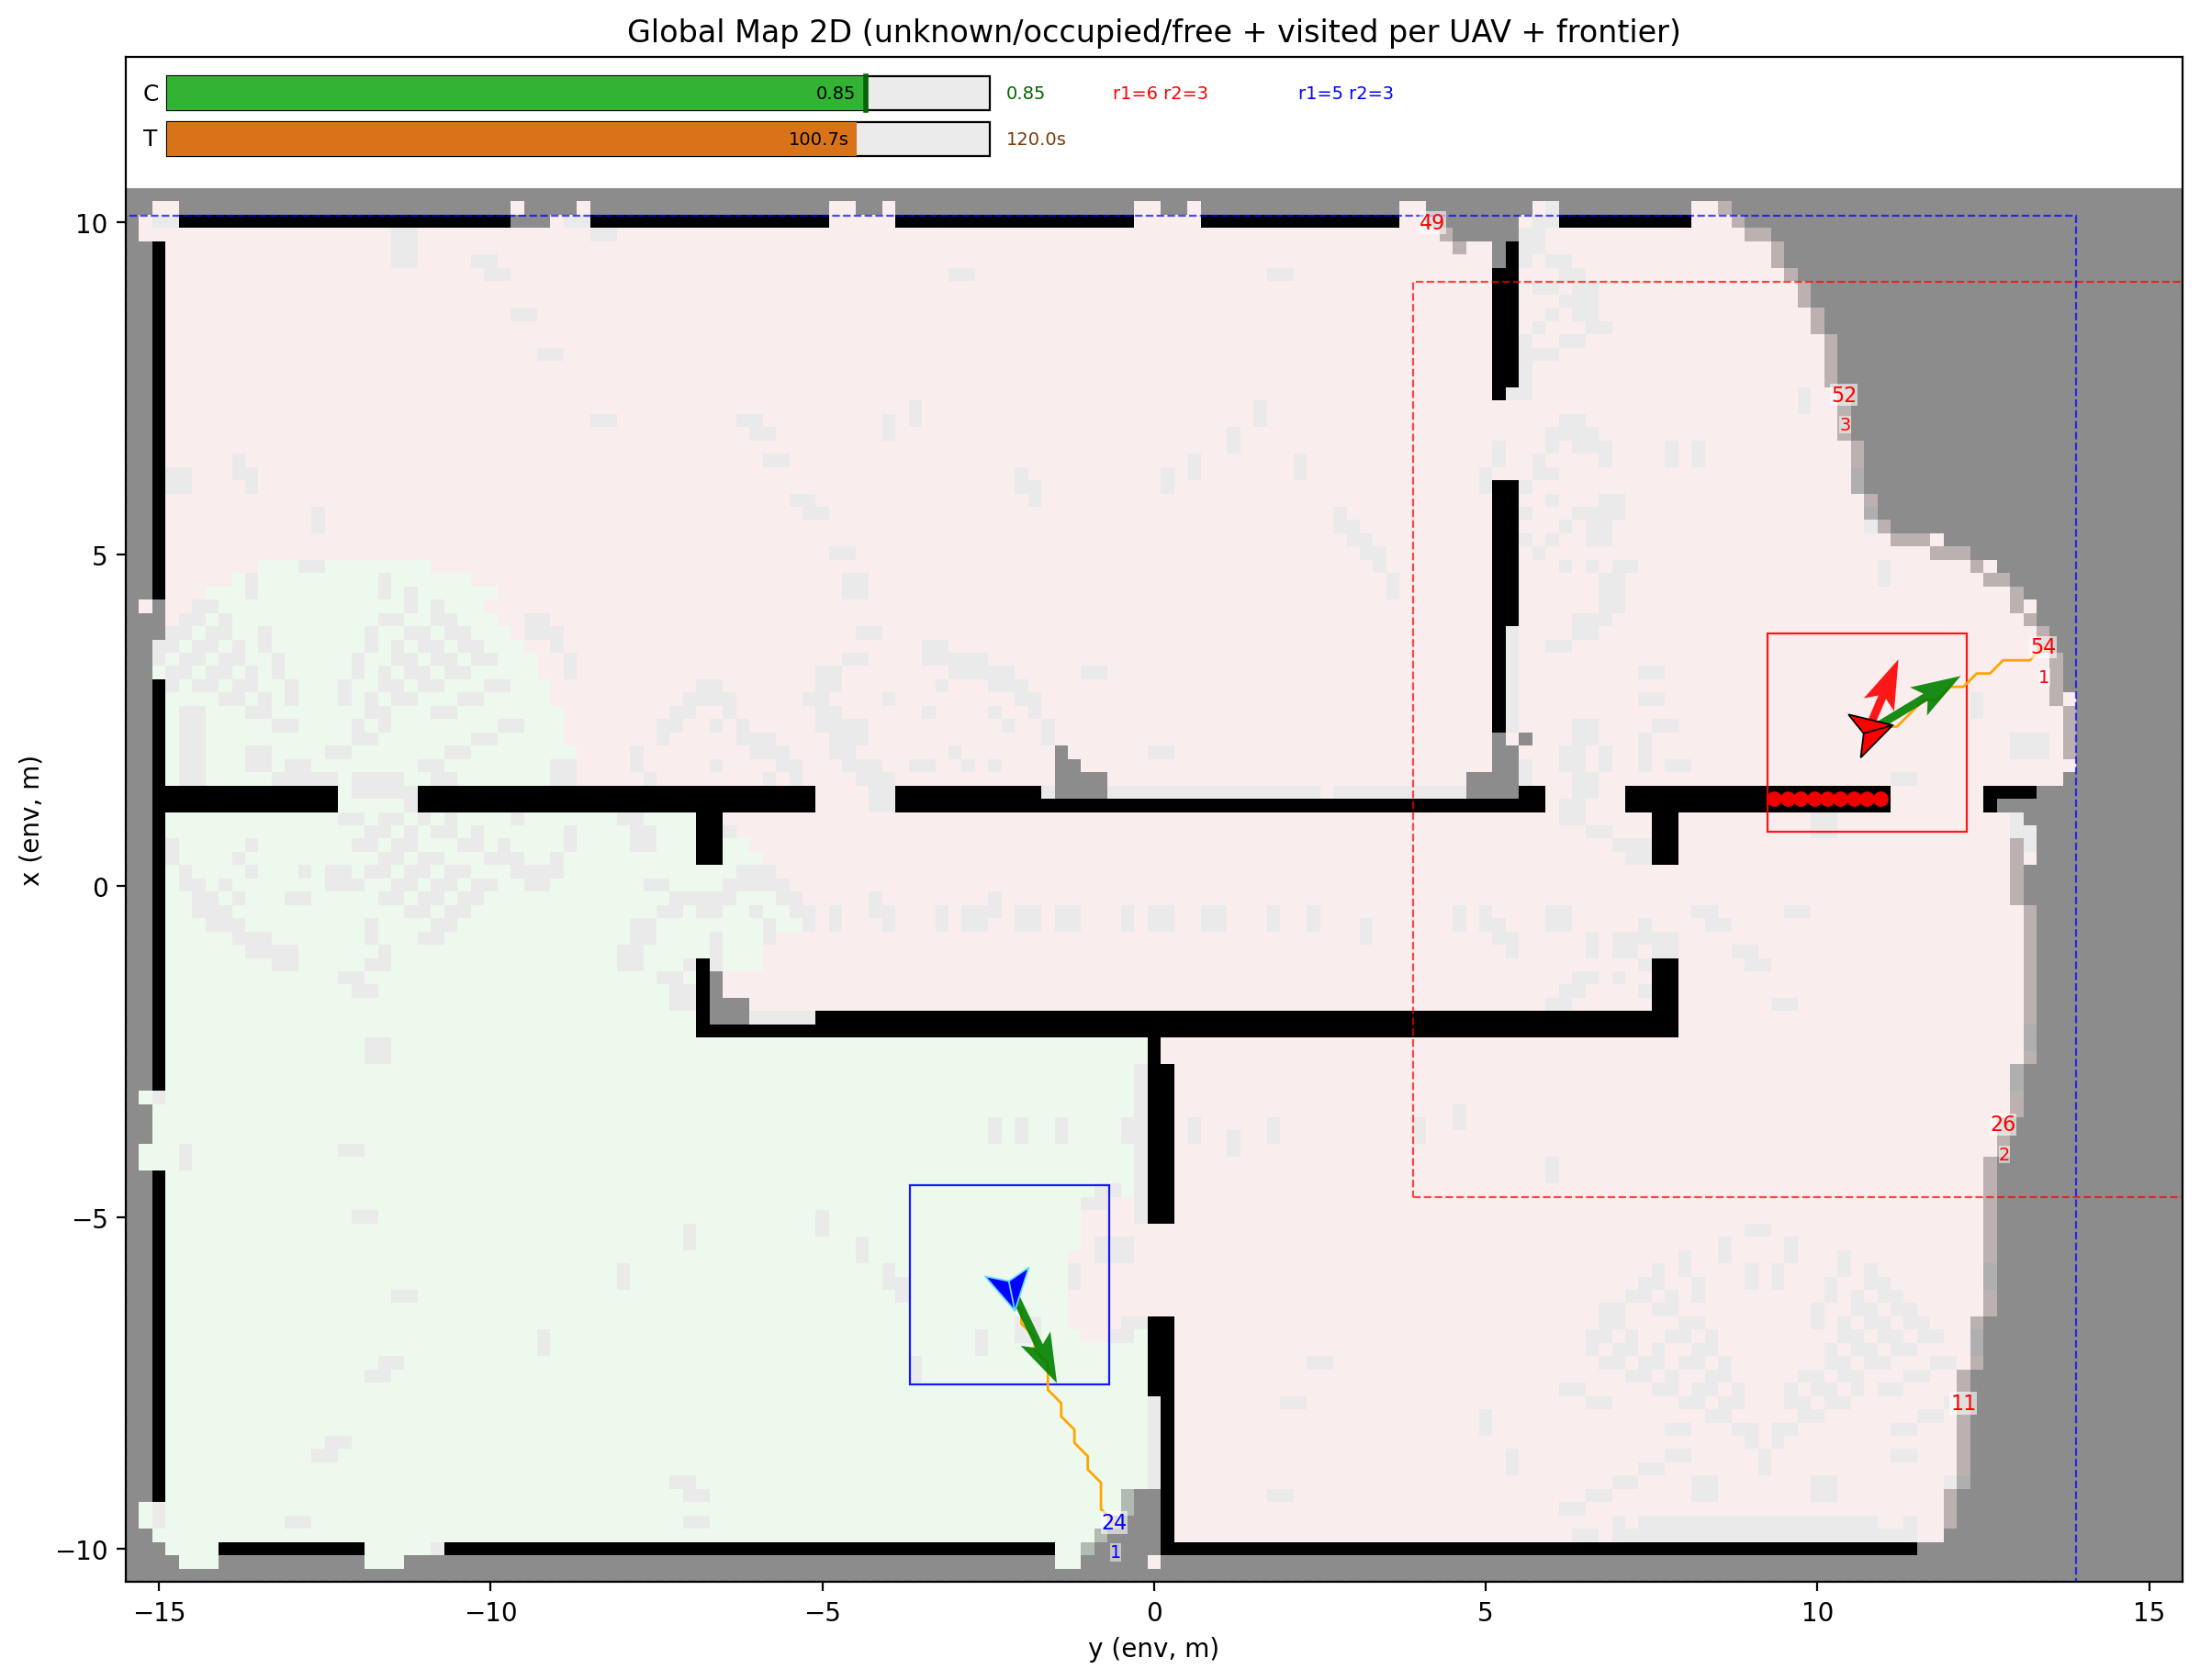 Global Map 2D (unknown/occupied/free + visited per UAV + frontier)
C 0.85 0.85 r1=6 r2=3 r1=5 r2=3
T 100.7s 120.0s
10
5
0
−5
−10
x (env, m)
49
52
3
54
1
26
2
11
24
1
−15 −10 −5 0 5 10 15
y (env, m)